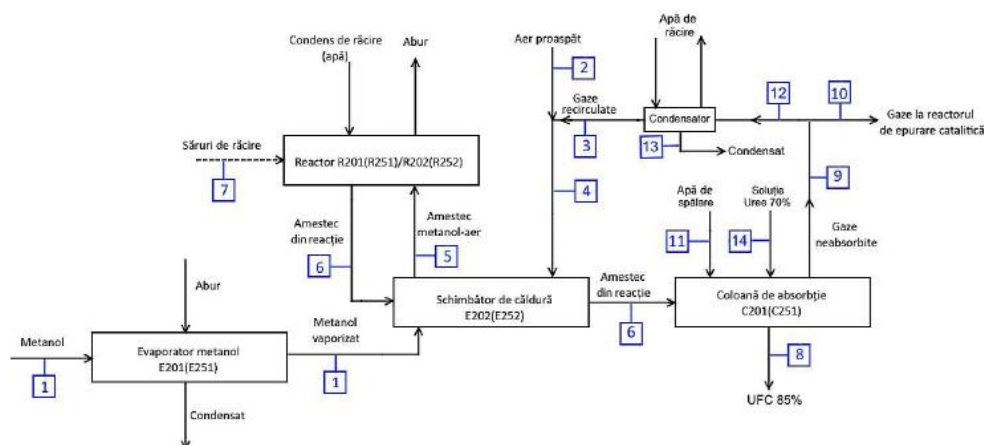 Condens de răcire
(apă)
Abur
Aer proaspăt
2
Apă de
răcire
Gaze
recirculate
3
Condensator
12
10
Gaze la reactorul
de epurare catalitică
13
Condensat
Săruri de răcire
7
Reactor R201(R251)/R202(R252)
4
9
Apă de
spălare
Soluție
Uree 70%
Amestec
din reacție
6
Amestec
metanol-aer
5
11
14
Gaze
neabsorbite
Abur
Schimbător de căldură
E202(E252)
Amestec
din reacție
6
Coloană de absorbție
C201(C251)
Metanol
1
Evaporator metanol
E201(E251)
Metanol
vaporizat
1
8
Condensat
UFC 85%